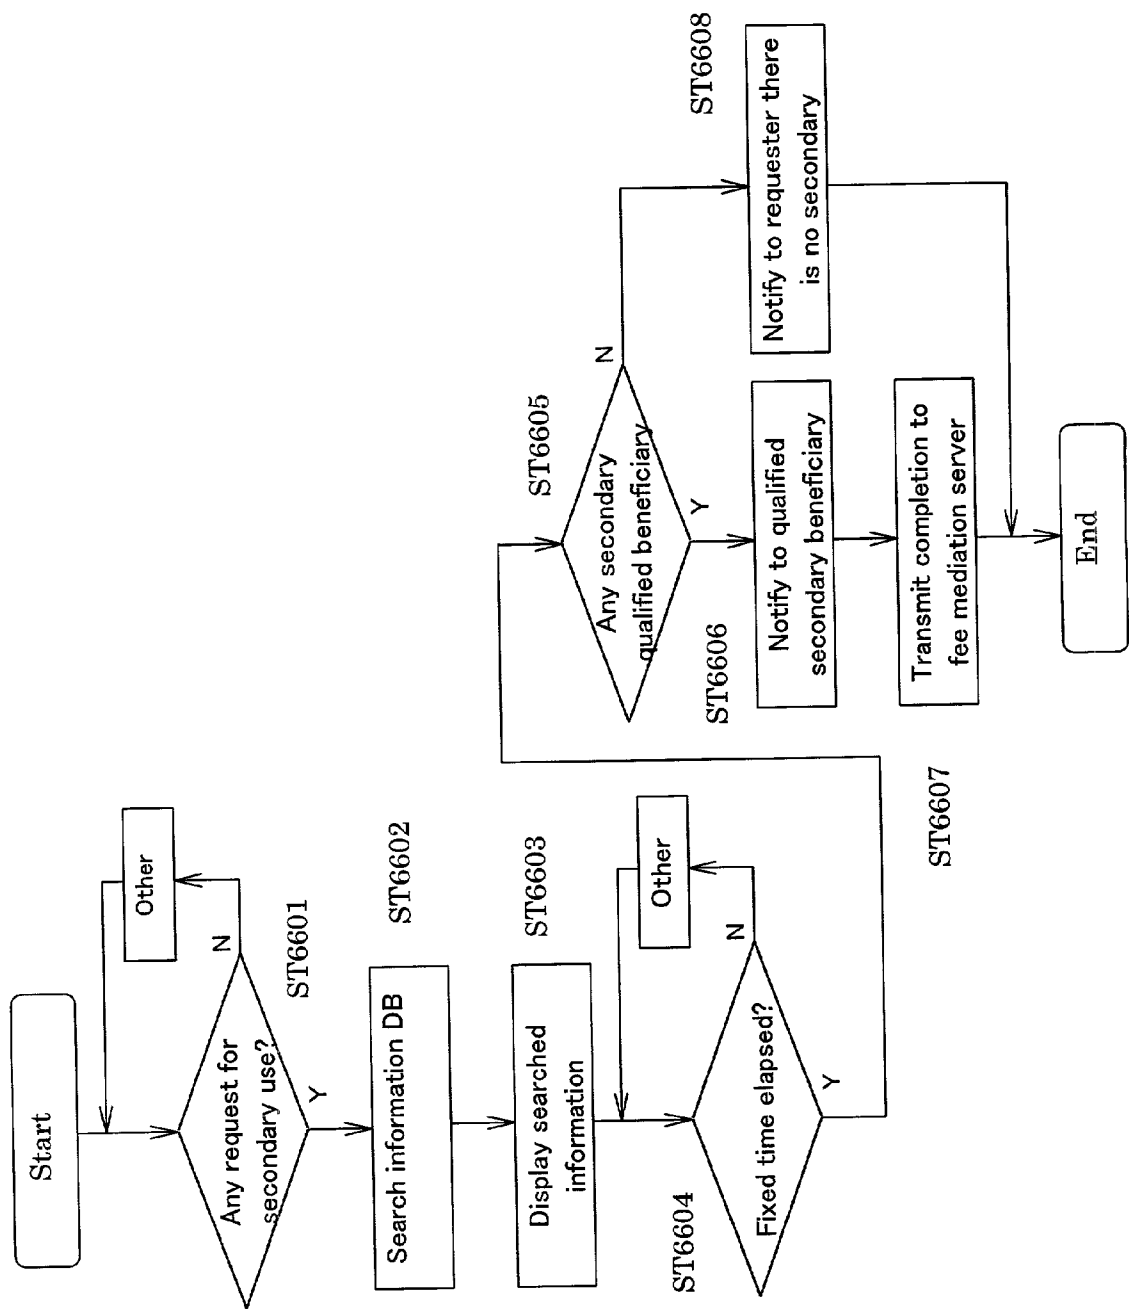 Start
Other
Any request for
secondary use?
N
Y
ST6601
Search information DB
ST6602
Display searched
information
ST6603
Other
Fixed time elapsed?
N
Y
ST6604
Any secondary
qualified beneficiary
N
Y
ST6605
Notify to qualified
secondary beneficiary
ST6606
Transmit completion to
fee mediation server
ST6607
Notify to requester there
is no secondary
ST6608
End